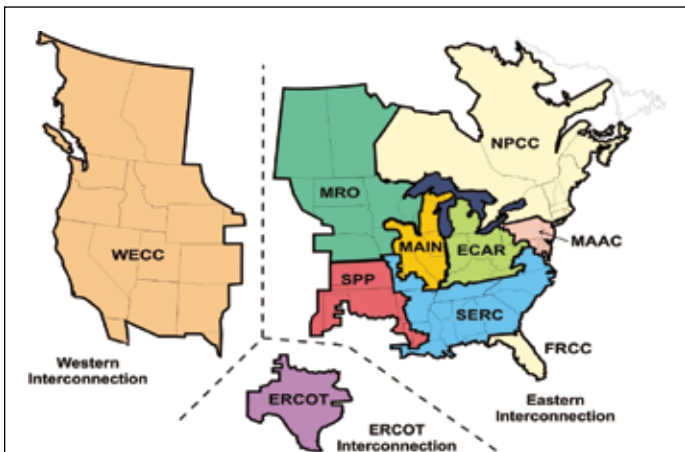 NPCC
MRO
MAIN
ECAR
MAAC
WECC
SPP
SERC
FRCC
Western
Interconnection
ERCOT
ERCOT
Interconnection
Eastern
Interconnection